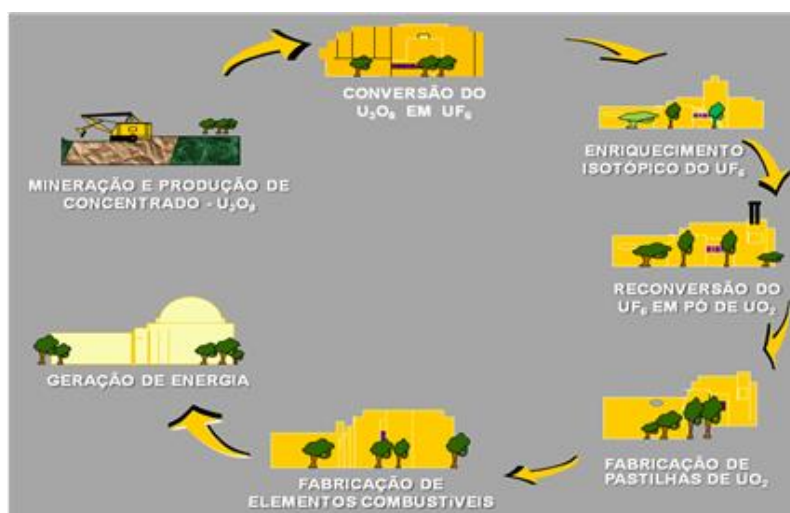 CONVERSÃO DO
U₃O₈ EM UF₆
MINERAÇÃO E PRODUÇÃO DE
CONCENTRADO - U₃O₈
ENRIQUECIMENTO
ISOTÓPICO DO UF₆
RECONVERSÃO DO
UF₆ EM PÓ DE UO₂
FABRICAÇÃO DE
PASTILHAS DE UO₂
FABRICAÇÃO DE
ELEMENTOS COMBUSTÍVEIS
GERAÇÃO DE ENERGIA